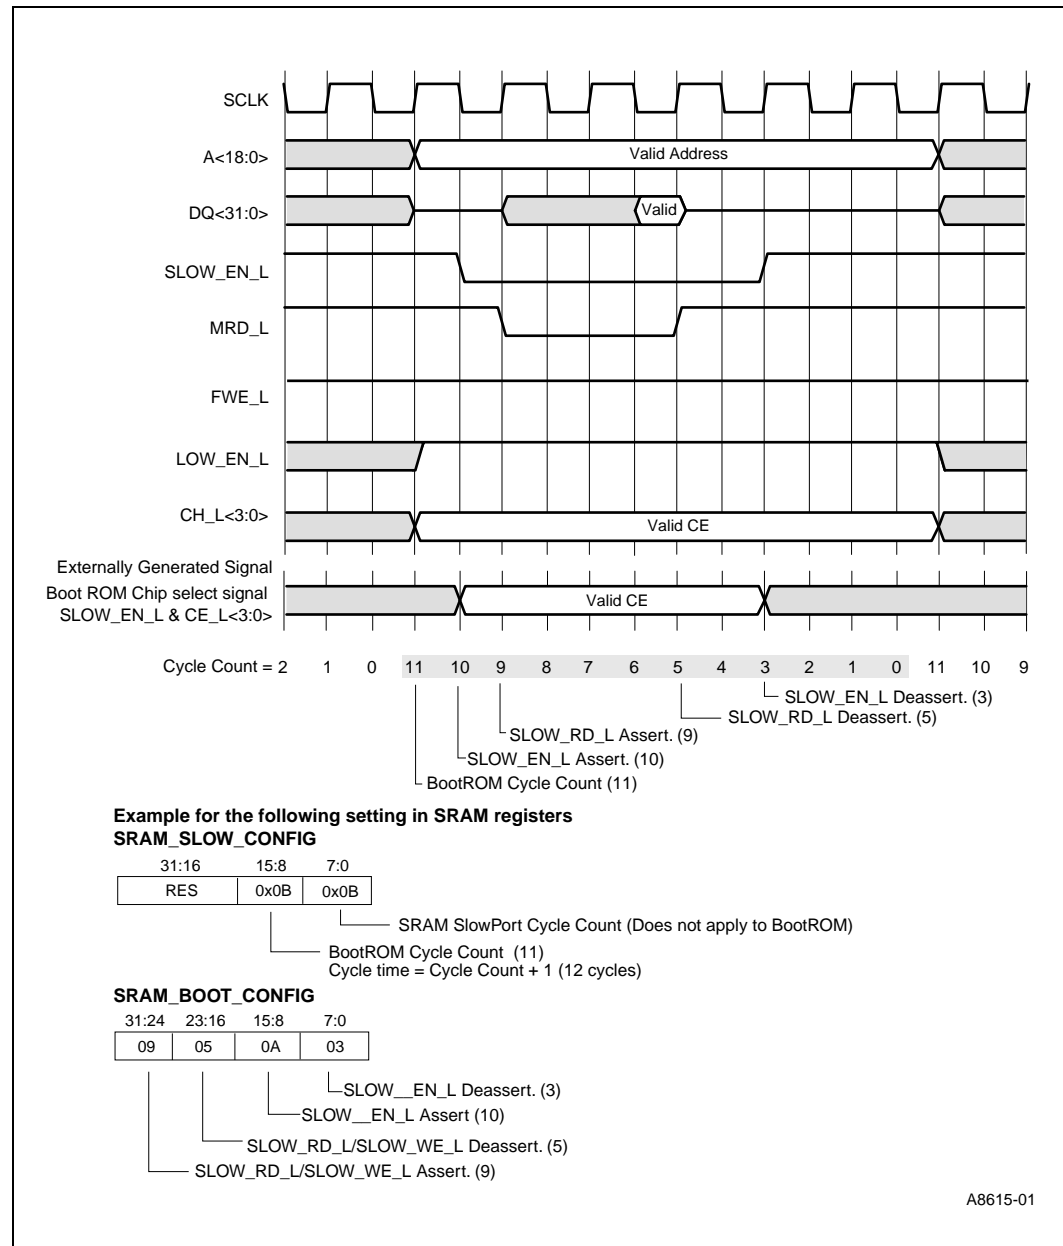 SCLK
A<18:0>
Valid Address
DQ<31:0>
Valid
SLOW_EN_L
MRD_L
FWE_L
LOW_EN_L
CH_L<3:0>
Valid CE
Externally Generated Signal
Boot ROM Chip select signal
SLOW_EN_L & CE_L<3:0>
Valid CE
Cycle Count = 2 1 0 11 10 9 8 7 6 5 4 3 2 1 0 11 10 9
SLOW_EN_L Deassert. (3)
SLOW_RD_L Deassert. (5)
SLOW_RD_L Assert. (9)
SLOW_EN_L Assert. (10)
BootROM Cycle Count (11)
Example for the following setting in SRAM registers
SRAM_SLOW_CONFIG
31:16 15:8 7:0
RES 0x0B 0x0B
SRAM SlowPort Cycle Count (Does not apply to BootROM)
BootROM Cycle Count (11)
Cycle time = Cycle Count + 1 (12 cycles)
SRAM_BOOT_CONFIG
31:24 23:16 15:8 7:0
09 05 0A 03
SLOW__EN_L Deassert. (3)
SLOW__EN_L Assert (10)
SLOW_RD_L/SLOW_WE_L Deassert. (5)
SLOW_RD_L/SLOW_WE_L Assert. (9)
A8615-01